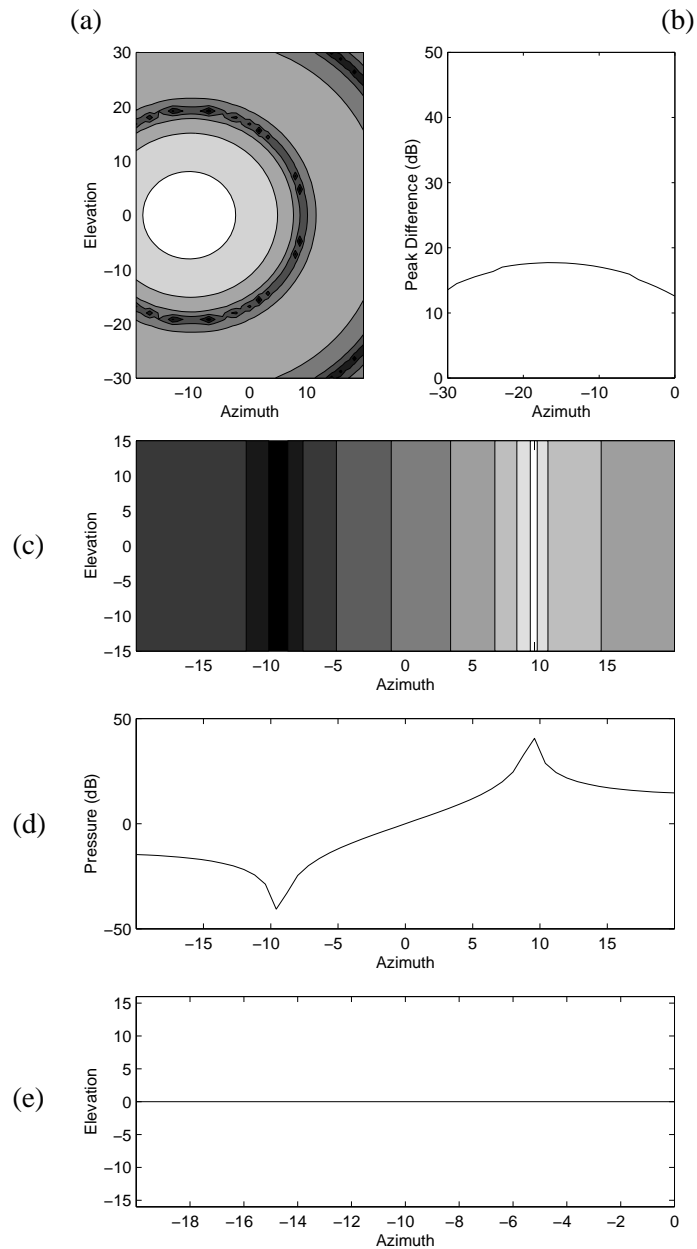 (a)
30
20
10
0
−10
−20
−30
Elevation
−10 0 10
Azimuth
(b)
50
40
30
20
10
0
Peak Difference (dB)
−30 −20 −10 0
Azimuth
(c)
15
10
5
0
−5
−10
−15
Elevation
−15 −10 −5 0 5 10 15
Azimuth
(d)
50
0
−50
Pressure (dB)
−15 −10 −5 0 5 10 15
Azimuth
(e)
15
10
5
0
−5
−10
−15
Elevation
−18 −16 −14 −12 −10 −8 −6 −4 −2 0
Azimuth